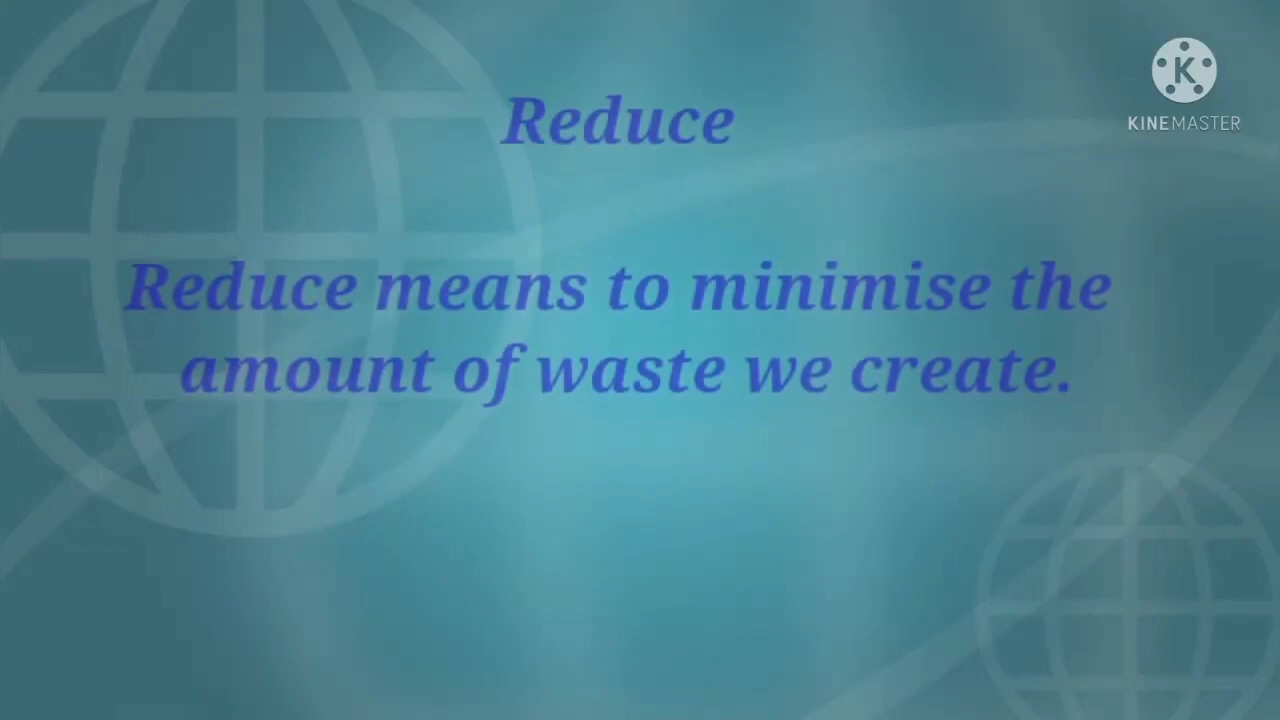 Reduce
KINEMASTER
Reduce means to minimise the
amount of waste we create.